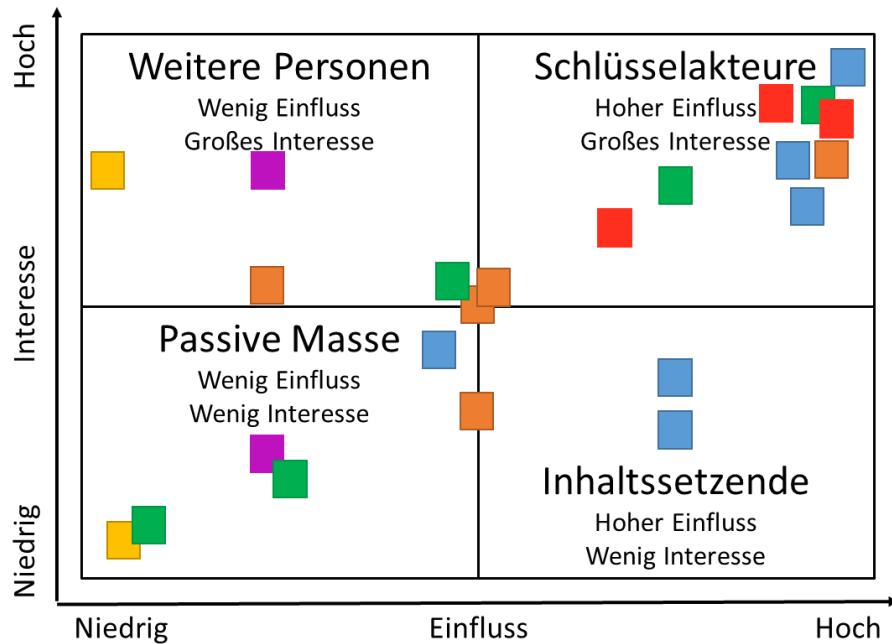 Hoch
Interesse
Niedrig
Weitere Personen
Wenig Einfluss
Großes Interesse
Schlüsselakteure
Hoher Einfluss
Großes Interesse
Passive Masse
Wenig Einfluss
Wenig Interesse
Inhaltssetzende
Hoher Einfluss
Wenig Interesse
Niedrig
Einfluss
Hoch